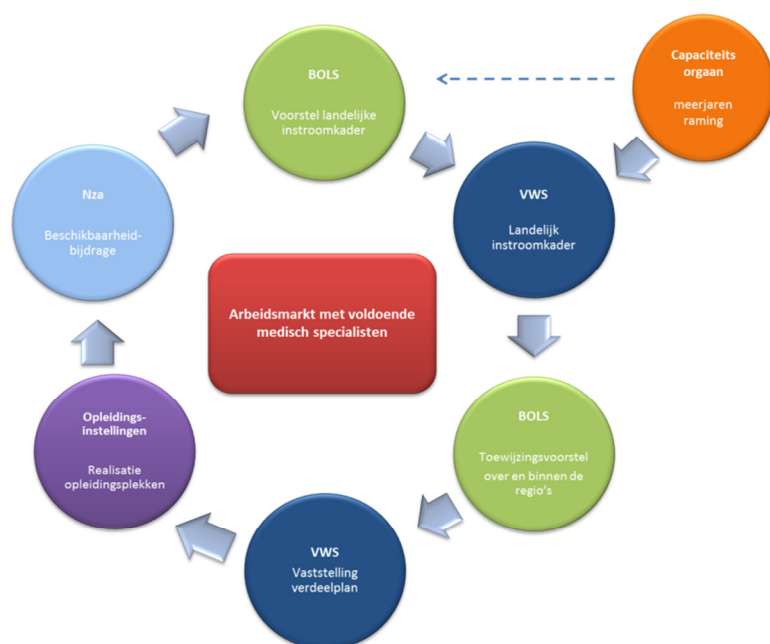 BOLS
Voorstel landelijke
instroomkader
Capaciteits
orgaan
meerjaren
raming
VWS
Landelijk
instroomkader
BOLS
Toewijzingsvoorstel
over en binnen de
regio's
VWS
Vaststelling
verdeelplan
Opleidings-
instellingen
Realisatie
opleidingsplekken
Nza
Beschikbaarheid-
bijdrage
Arbeidsmarkt met voldoende
medisch specialisten